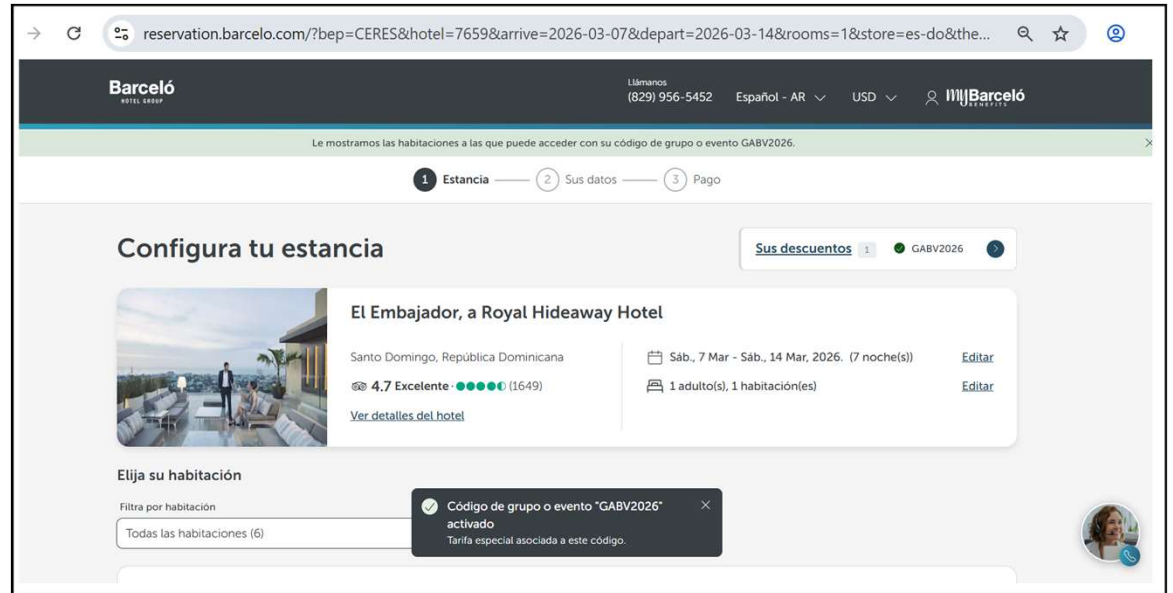 reservation.barcelo.com/?bep=CERES&hotel=7659&arrive=2026-03-07&depart=2026-03-14&rooms=1&store=es-do&the...
Barceló
HOTEL GROUP
Llámanos
(829) 956-5452
Español - AR
USD
MyBarceló
BENEFITS
Le mostramos las habitaciones a las que puede acceder con su código de grupo o evento GABV2026.
1 Estancia
2 Sus datos
3 Pago
Configura tu estancia
Sus descuentos 1 GABV2026
El Embajador, a Royal Hideaway Hotel
Santo Domingo, República Dominicana
4.7 Excelente · (1649)
Ver detalles del hotel
Sáb., 7 Mar - Sáb., 14 Mar, 2026. (7 noche(s)) Editar
1 adulto(s), 1 habitación(es) Editar
Elija su habitación
Filtra por habitación
Todas las habitaciones (6)
Código de grupo o evento "GABV2026"
activado
Tarifa especial asociada a este código.